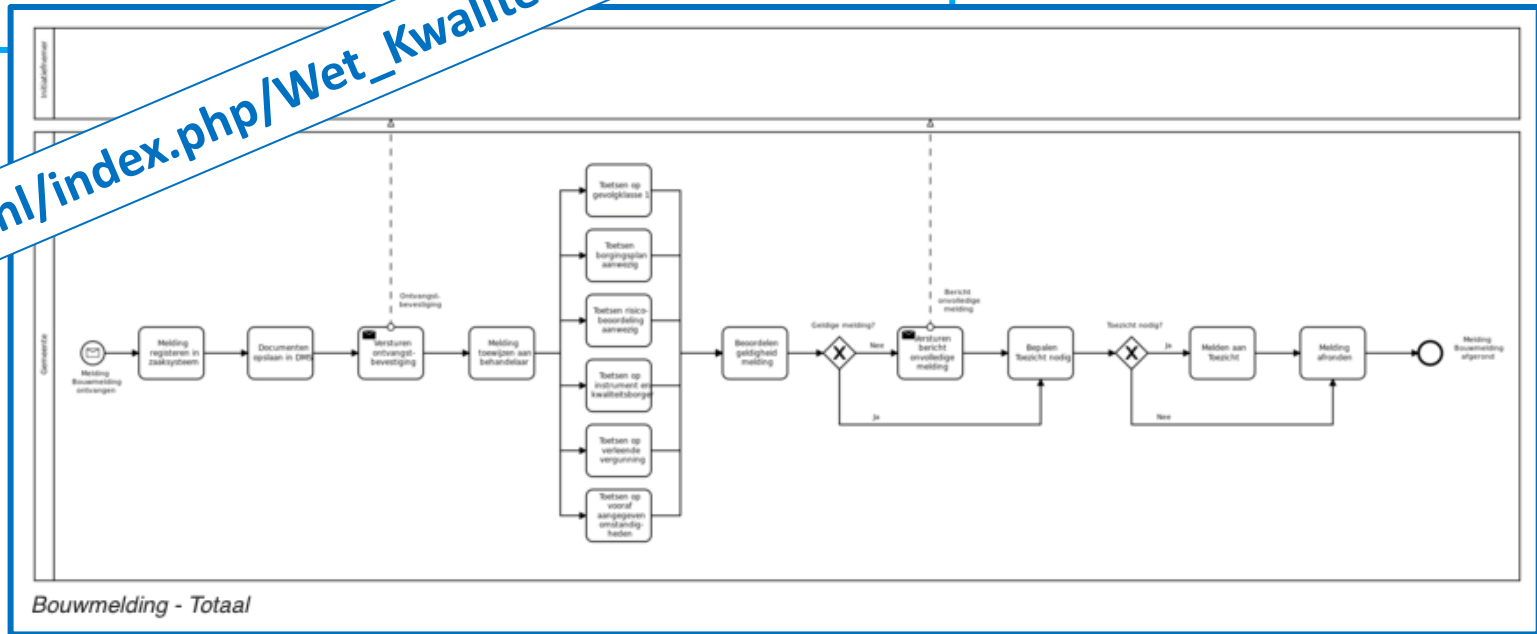 nl/index.php/Wet_Kwalite
Initiatiefnemer
Gemeente
Melding
Bouwmelding
ontvangen
Melding
registeren in
zaaksysteem
Documenten
opslaan in DMS
Versturen
ontvangst-
bevestiging
Ontvangst-
bevestiging
Melding
toewijzen aan
behandelaar
Toetsen op
gevolgklasse 1
Toetsen
borgingsplan
aanwezig
Toetsen risico-
beoordeling
aanwezig
Toetsen op
instrument en
kwaliteitsborger
Toetsen op
verleende
vergunning
Toetsen op
vooraf
aangegeven
omstandig-
heden
Beoordelen
geldigheid
melding
Geldige melding?
Nee
Ja
Versturen
bericht
onvolledige
melding
Bericht
onvolledige
melding
Bepalen
Toezicht nodig
Toezicht nodig?
Ja
Nee
Melden aan
Toezicht
Melding
afronden
Melding
Bouwmelding
afgerond
Bouwmelding - Totaal